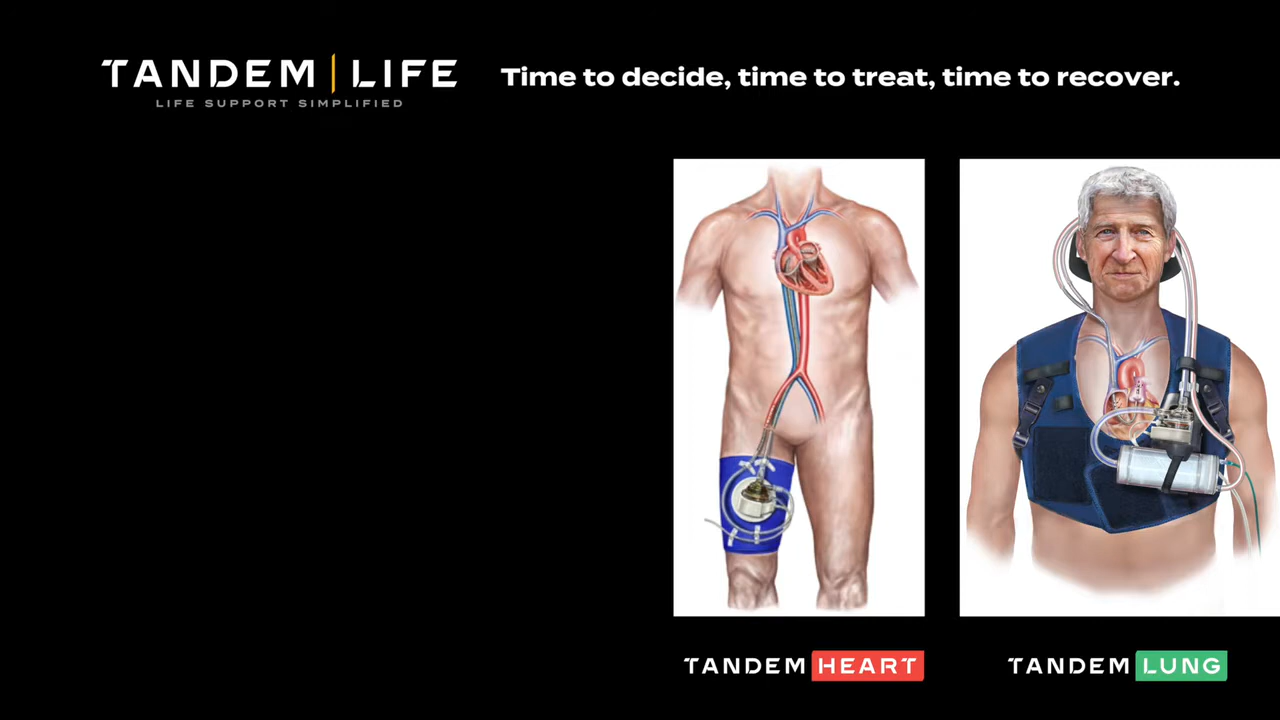 TANDEM | LIFE
LIFE SUPPORT SIMPLIFIED
Time to decide, time to treat, time to recover.
TANDEM HEART
TANDEM LUNG